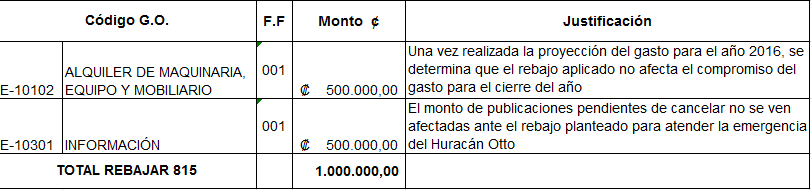 Código G.O. F.F Monto ₡ Justificación
E-10102 ALQUILER DE MAQUINARIA, EQUIPO Y MOBILIARIO 001 ₡ 500.000,00 Una vez realizada la proyección del gasto para el año 2016, se
determina que el rebajo aplicado no afecta el compromiso del
gasto para el cierre del año
E-10301 INFORMACIÓN 001 ₡ 500.000,00 El monto de publicaciones pendientes de cancelar no se ven
afectadas ante el rebajo planteado para atender la emergencia
del Huracán Otto
TOTAL REBAJAR 815 1.000.000,00